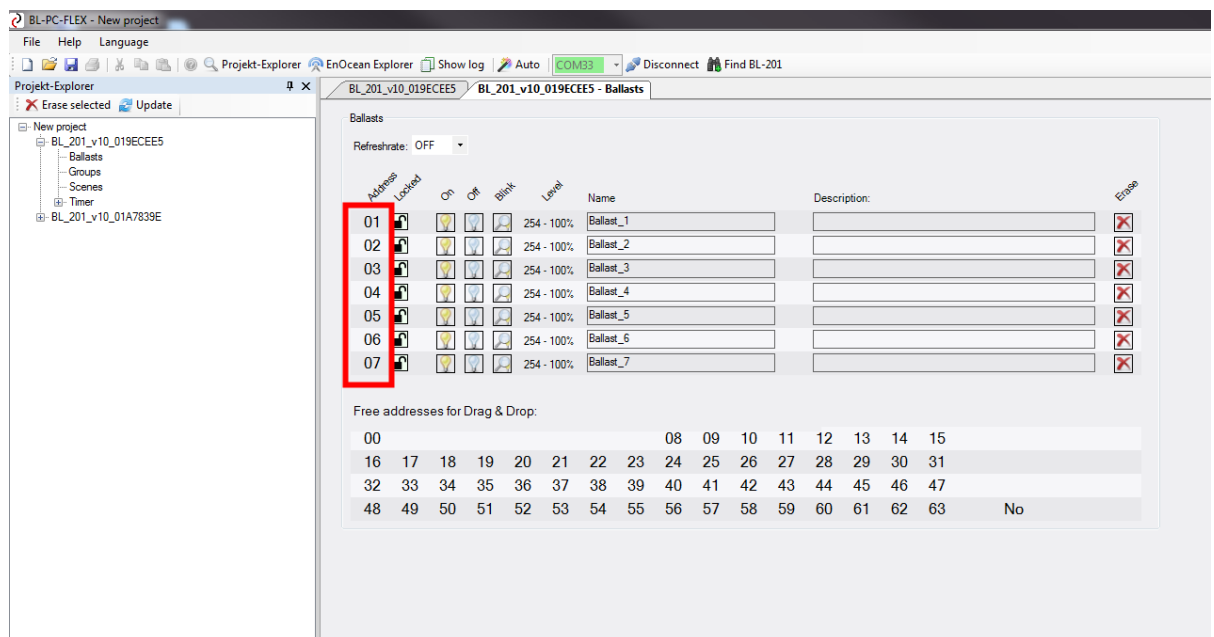 BL-PC-FLEX - New project
File Help Language
Projekt-Explorer EnOcean Explorer Show log Auto COM33 Disconnect Find BL-201
Projekt-Explorer
Erase selected Update
New project
BL_201_v10_019ECEE5
Ballasts
Groups
Scenes
Timer
BL_201_v10_01A7839E
BL_201_v10_019ECEE5 BL_201_v10_019ECEE5 - Ballasts
Ballasts
Refreshrate: OFF
Address Locked On Off Blink Level Name Description: Erase
01 254 - 100% Ballast_1
02 254 - 100% Ballast_2
03 254 - 100% Ballast_3
04 254 - 100% Ballast_4
05 254 - 100% Ballast_5
06 254 - 100% Ballast_6
07 254 - 100% Ballast_7
Free addresses for Drag & Drop:
00 08 09 10 11 12 13 14 15
16 17 18 19 20 21 22 23 24 25 26 27 28 29 30 31
32 33 34 35 36 37 38 39 40 41 42 43 44 45 46 47
48 49 50 51 52 53 54 55 56 57 58 59 60 61 62 63 No